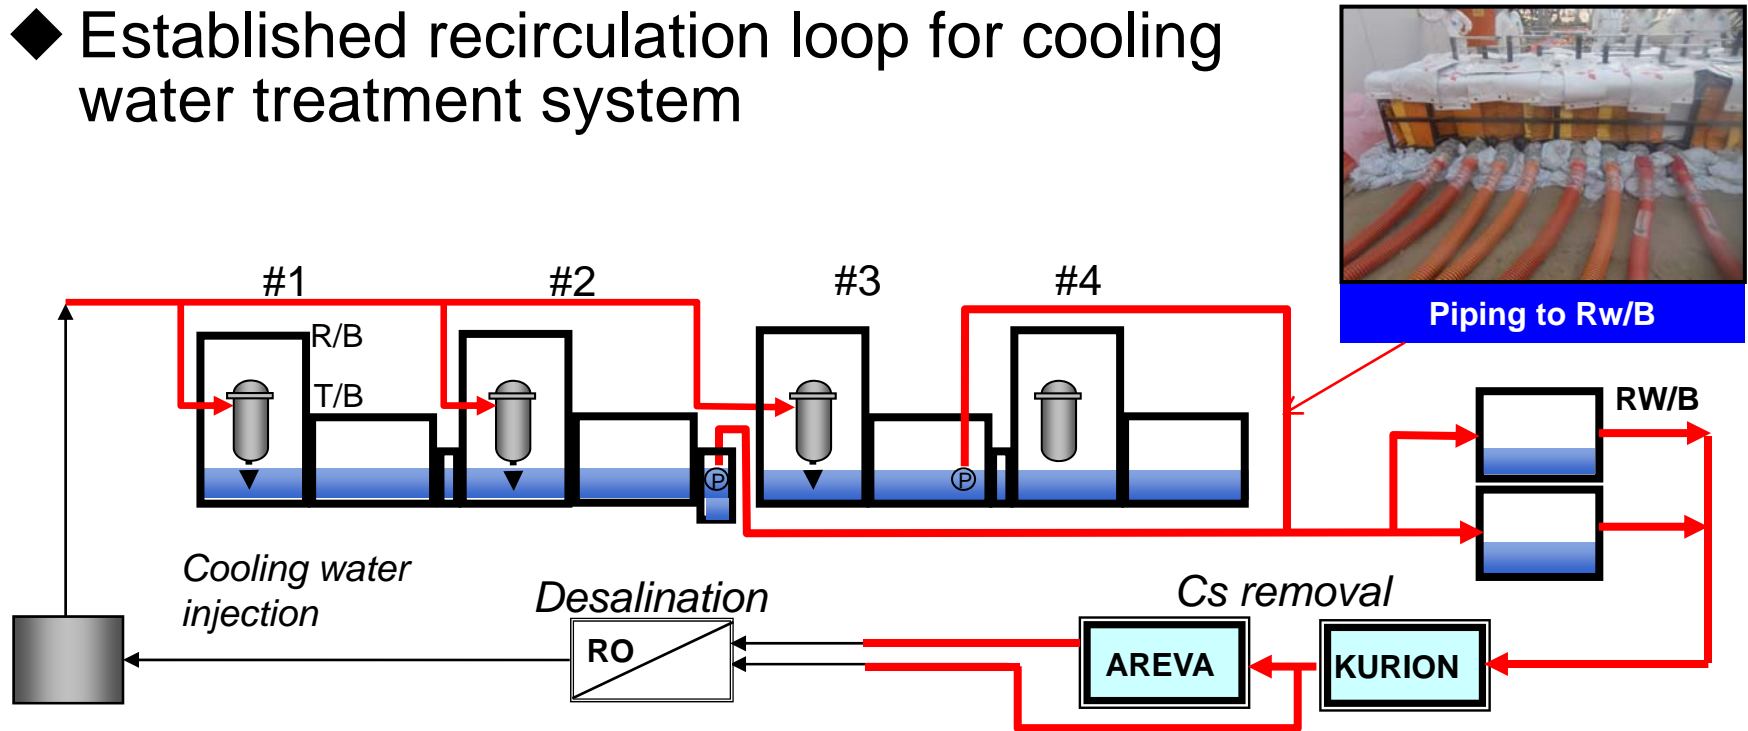 ◆ Established recirculation loop for cooling
water treatment system
Piping to Rw/B
#1
#2
#3
#4
R/B
T/B
P
P
RW/B
Cooling water
injection
Desalination
Cs removal
RO
AREVA
KURION